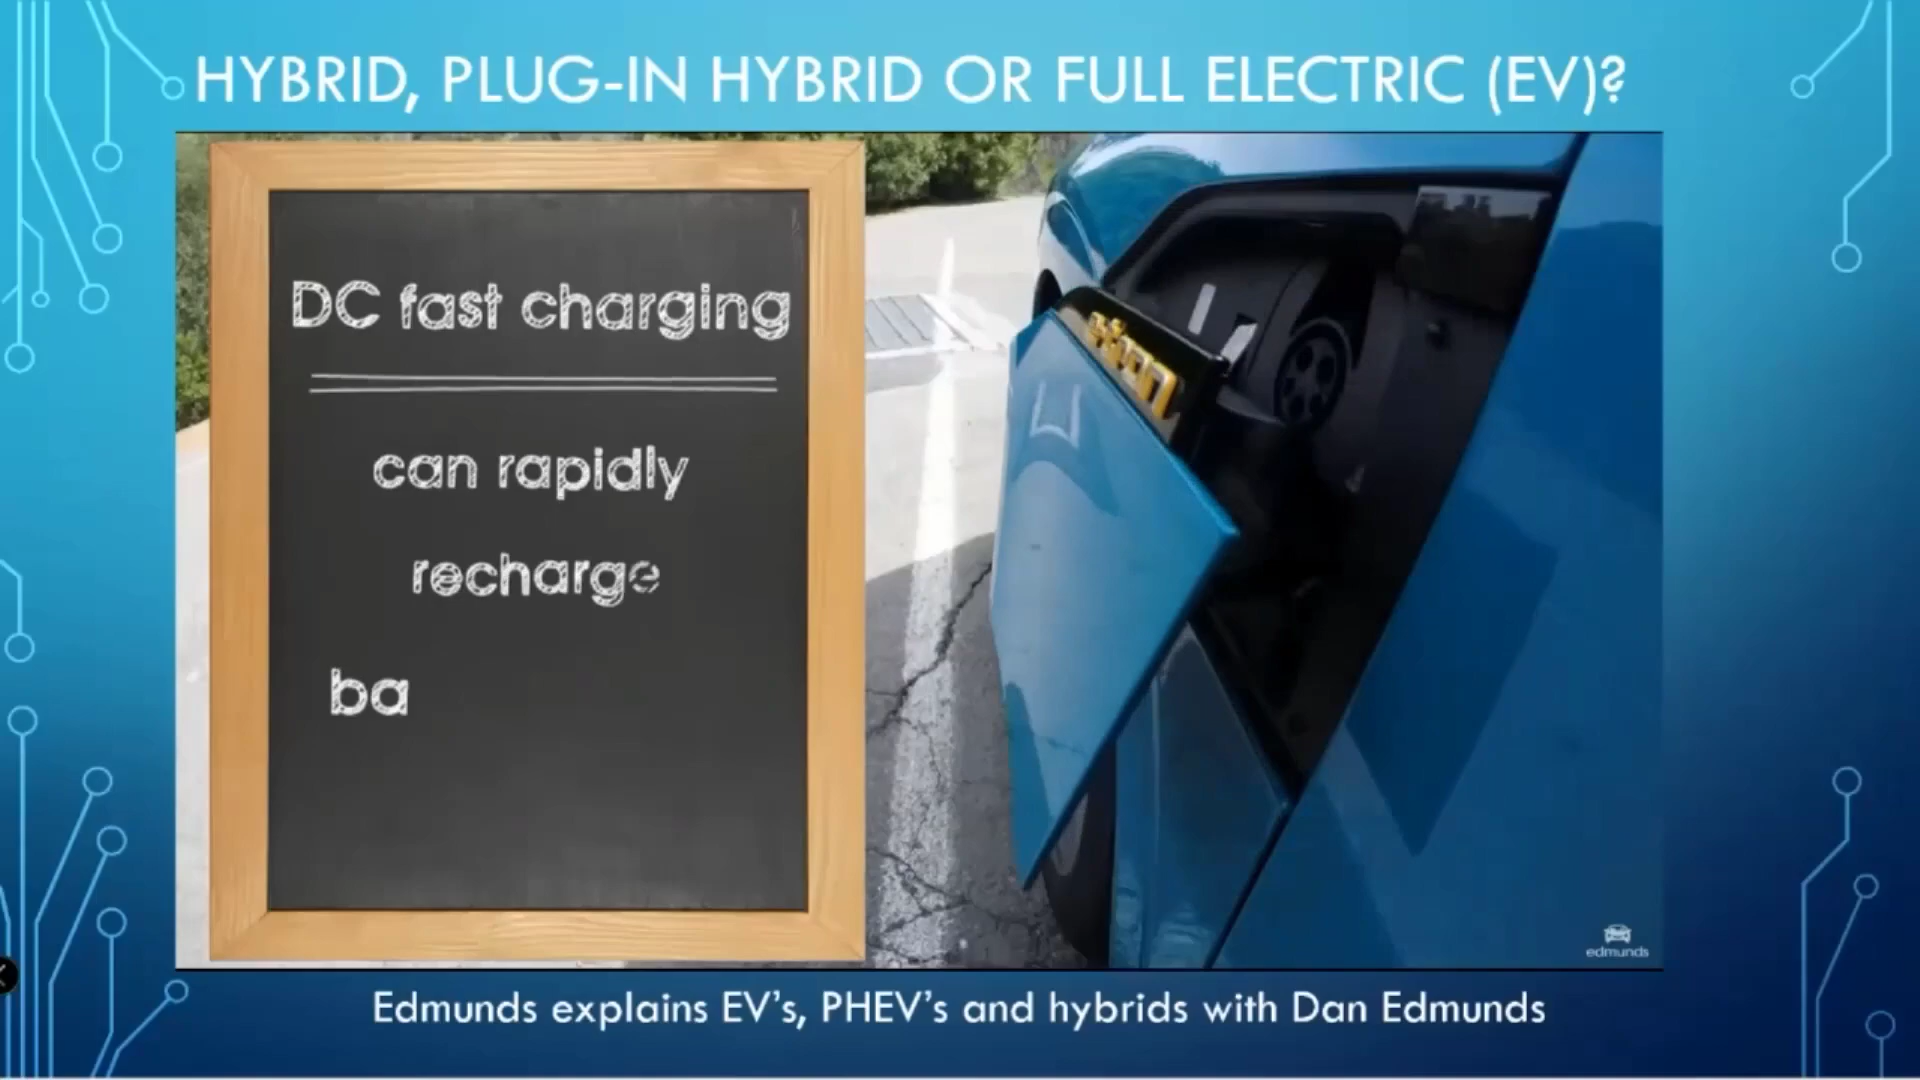 HYBRID, PLUG-IN HYBRID OR FULL ELECTRIC (EV)?
DC fast charging
can rapidly
recharge
ba
edmunds
Edmunds explains EV's, PHEV's and hybrids with Dan Edmunds